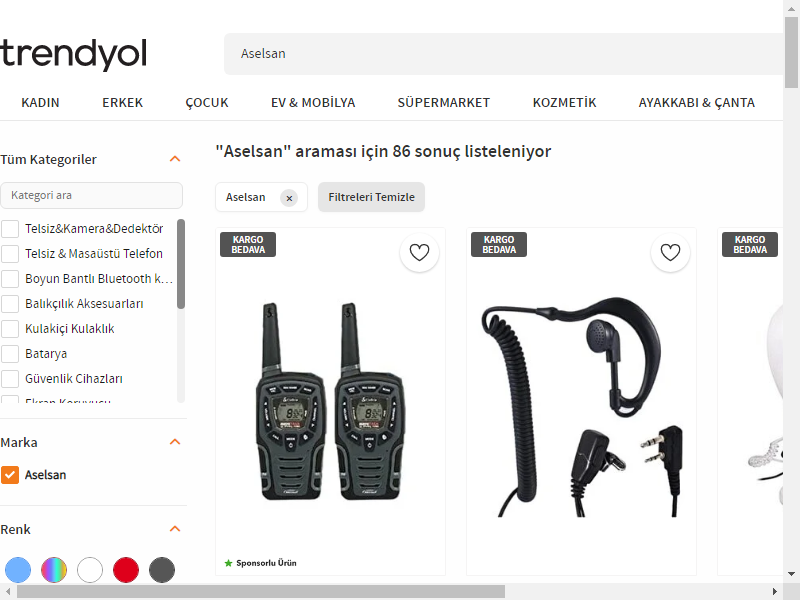 trendyol
Aselsan
KADIN
ERKEK
ÇOCUK
EV & MOBİLYA
SÜPERMARKET
KOZMETİK
AYAKKABI & ÇANTA
Tüm Kategoriler
Kategori ara
Telsiz&Kamera&Dedektör
Telsiz & Masaüstü Telefon
Boyun Bantlı Bluetooth k...
Balıkçılık Aksesuarları
Kulakiçi Kulaklık
Batarya
Güvenlik Cihazları
Ekran Koruyucu
Marka
Aselsan
Renk
"Aselsan" araması için 86 sonuç listeleniyor
Aselsan
Filtreleri Temizle
KARGO
BEDAVA
Sponsorlu Ürün
KARGO
BEDAVA
KARGO
BEDAVA